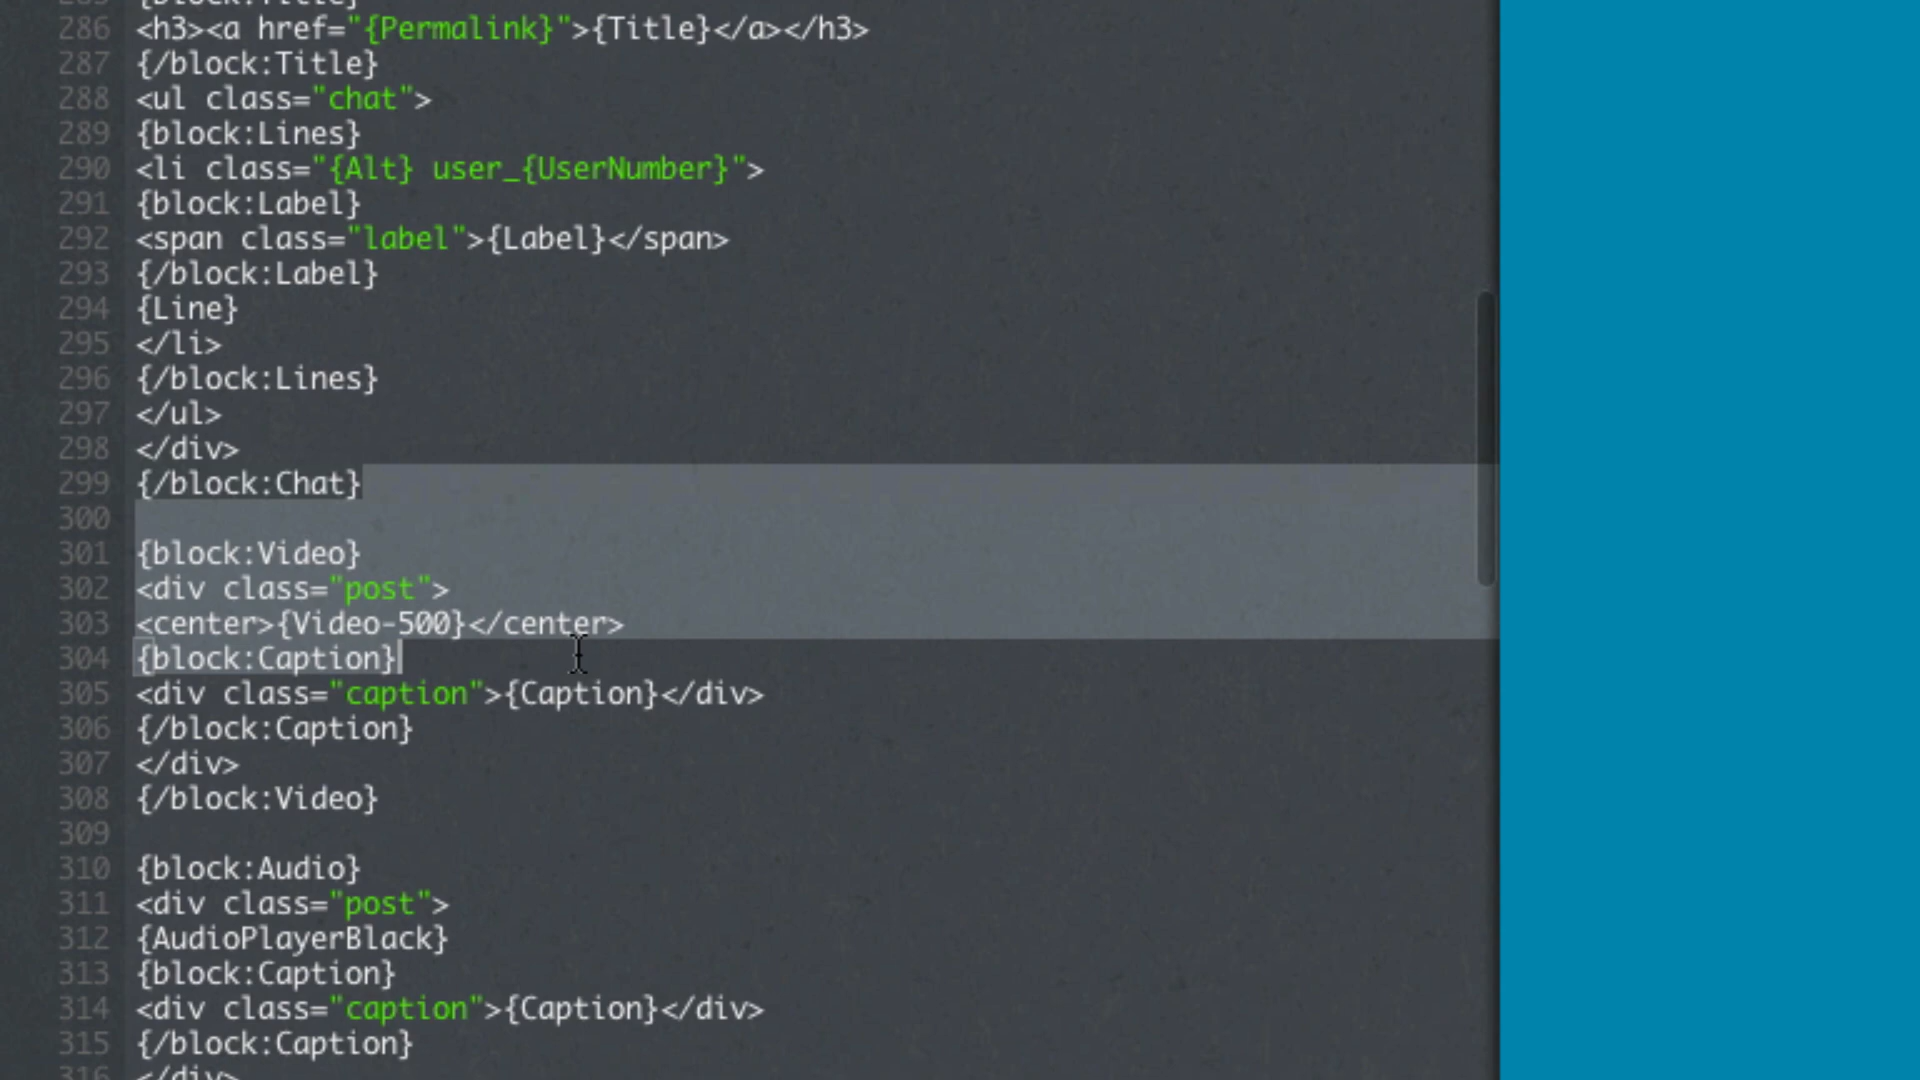 285 {block:Title}
286 <h3><a href="{Permalink}">{Title}</a></h3>
287 {/block:Title}
288 <ul class="chat">
289 {block:Lines}
290 <li class="{Alt} user_{UserNumber}">
291 {block:Label}
292 <span class="label">{Label}</span>
293 {/block:Label}
294 {Line}
295 </li>
296 {/block:Lines}
297 </ul>
298 </div>
299 {/block:Chat}
300
301 {block:Video}
302 <div class="post">
303 <center>{Video-500}</center>
304 {block:Caption}
305 <div class="caption">{Caption}</div>
306 {/block:Caption}
307 </div>
308 {/block:Video}
309
310 {block:Audio}
311 <div class="post">
312 {AudioPlayerBlack}
313 {block:Caption}
314 <div class="caption">{Caption}</div>
315 {/block:Caption}
316 </div>